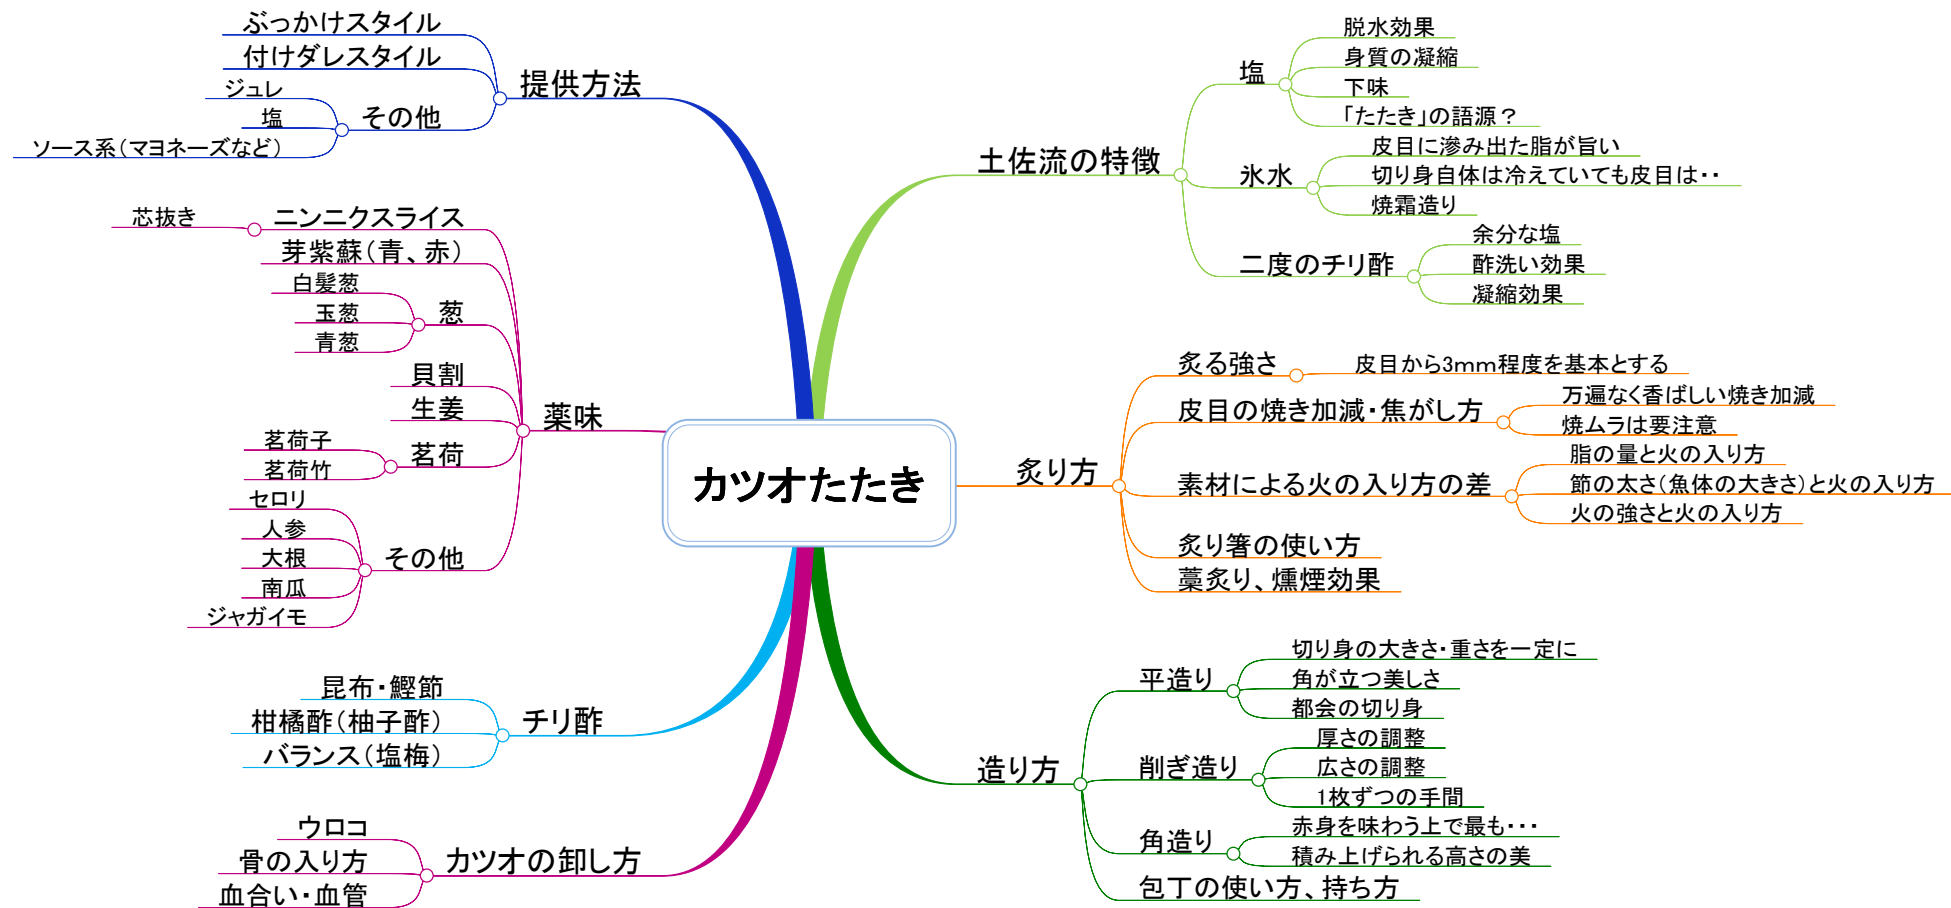 カツオたたき
提供方法
ぶっかけスタイル
付けダレスタイル
その他
ジュレ
塩
ソース系（マヨネーズなど）
薬味
ニンニクスライス
芯抜き
芽紫蘇（青、赤）
葱
白髪葱
玉葱
青葱
貝割
生姜
茗荷
茗荷子
茗荷竹
その他
セロリ
人参
大根
南瓜
ジャガイモ
チリ酢
昆布・鰹節
柑橘酢（柚子酢）
バランス（塩梅）
カツオの卸し方
ウロコ
骨の入り方
血合い・血管
土佐流の特徴
塩
脱水効果
身質の凝縮
下味
「たたき」の語源？
氷水
皮目に滲み出た脂が旨い
切り身自体は冷えていても皮目は・・
焼霜造り
二度のチリ酢
余分な塩
酢洗い効果
凝縮効果
炙り方
炙る強さ
皮目から3mm程度を基本とする
皮目の焼き加減・焦がし方
万遍なく香ばしい焼き加減
焼ムラは要注意
素材による火の入り方の差
脂の量と火の入り方
節の太さ（魚体の大きさ）と火の入り方
火の強さと火の入り方
炙り箸の使い方
藁炙り、燻煙効果
造り方
平造り
切り身の大きさ・重さを一定に
角が立つ美しさ
都会の切り身
削ぎ造り
厚さの調整
広さの調整
1枚ずつの手間
角造り
赤身を味わう上で最も・・・
積み上げられる高さの美
包丁の使い方、持ち方